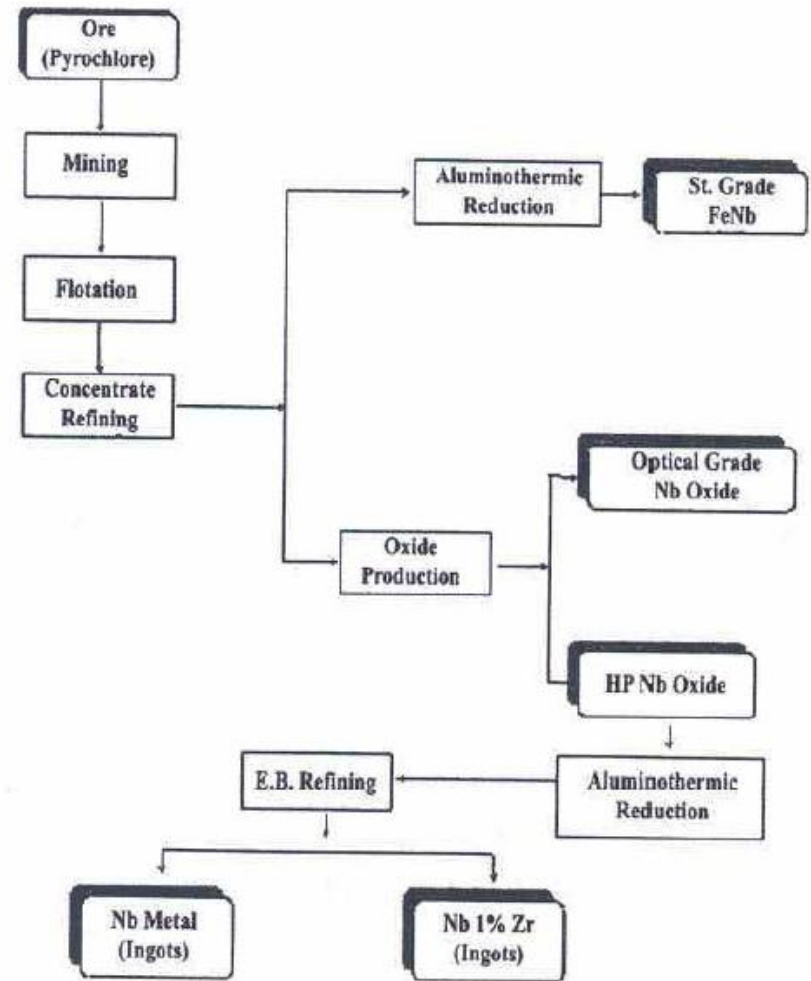 Ore
(Pyrochlore)
Mining
Flotation
Concentrate
Refining
Aluminothermic
Reduction
St. Grade
FeNb
Optical Grade
Nb Oxide
Oxide
Production
HP Nb Oxide
Aluminothermic
Reduction
E.B. Refining
Nb Metal
(Ingots)
Nb 1% Zr
(Ingots)